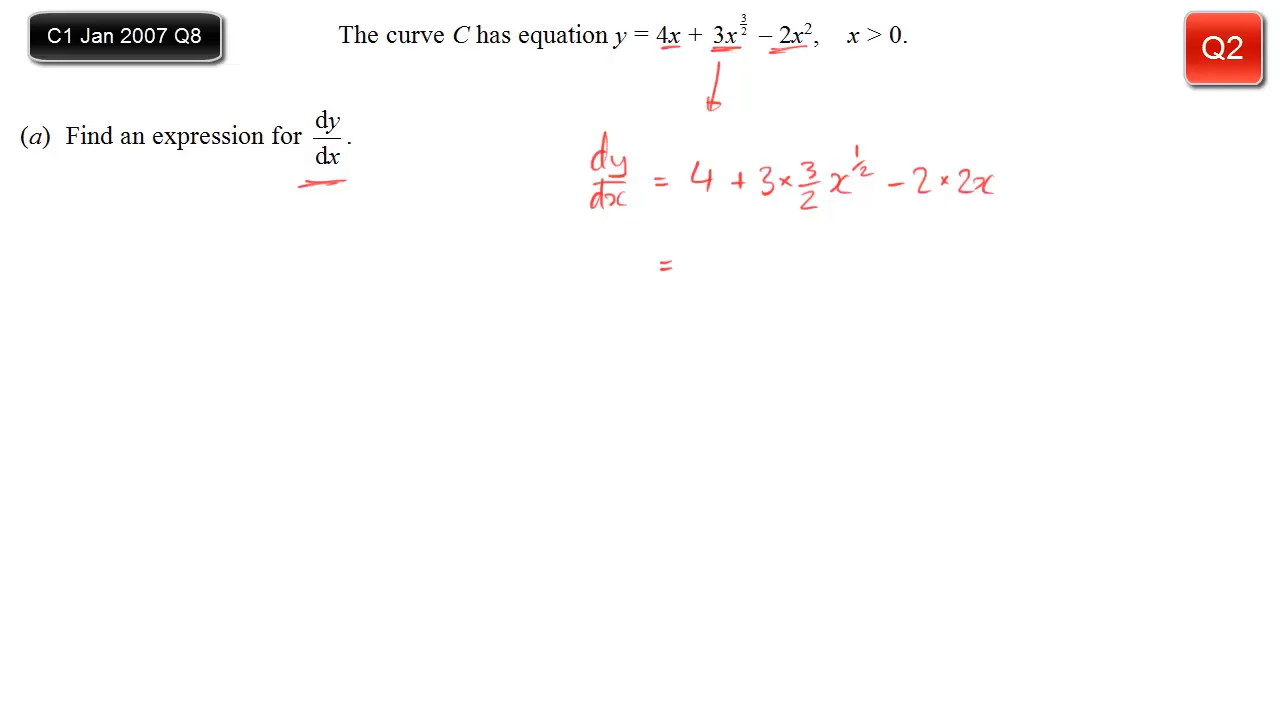 C1 Jan 2007 Q8
The curve C has equation y = 4x + 3x^{3/2} – 2x², x > 0.
Q2
(a) Find an expression for dy/dx.
dy/dx = 4 + 3 × 3/2 x^{1/2} – 2 × 2x
=